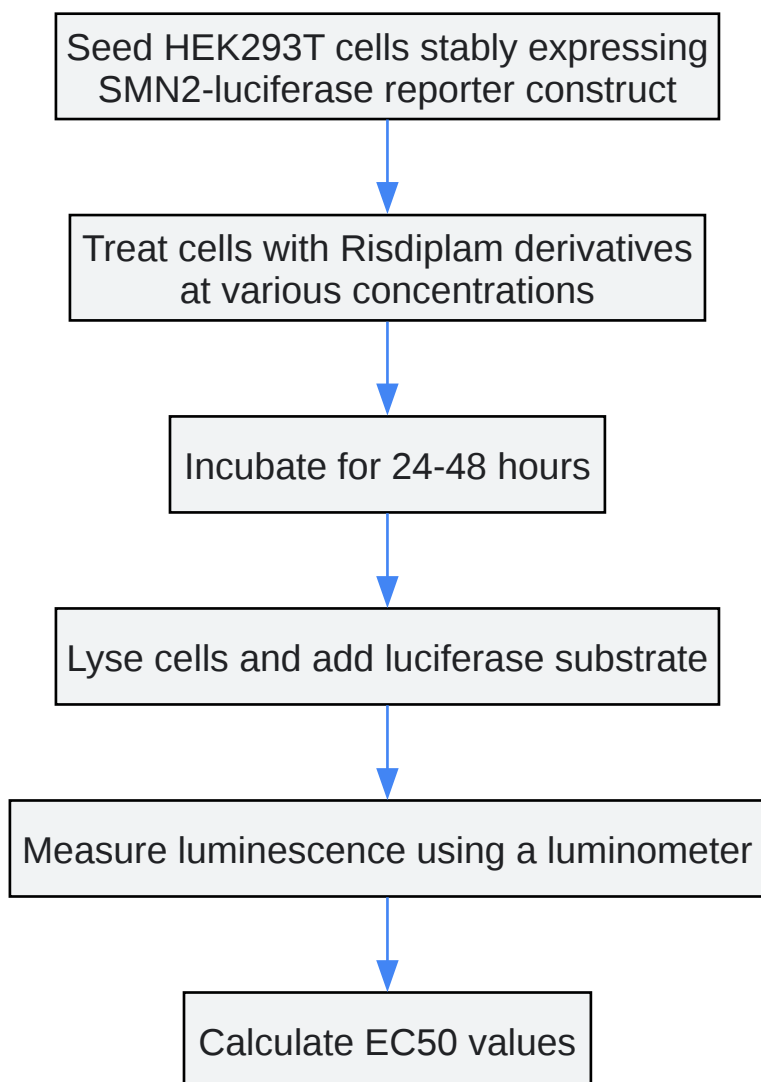 Seed HEK293T cells stably expressing
SMN2-luciferase reporter construct
Treat cells with Risdiplam derivatives
at various concentrations
Incubate for 24-48 hours
Lyse cells and add luciferase substrate
Measure luminescence using a luminometer
Calculate EC50 values